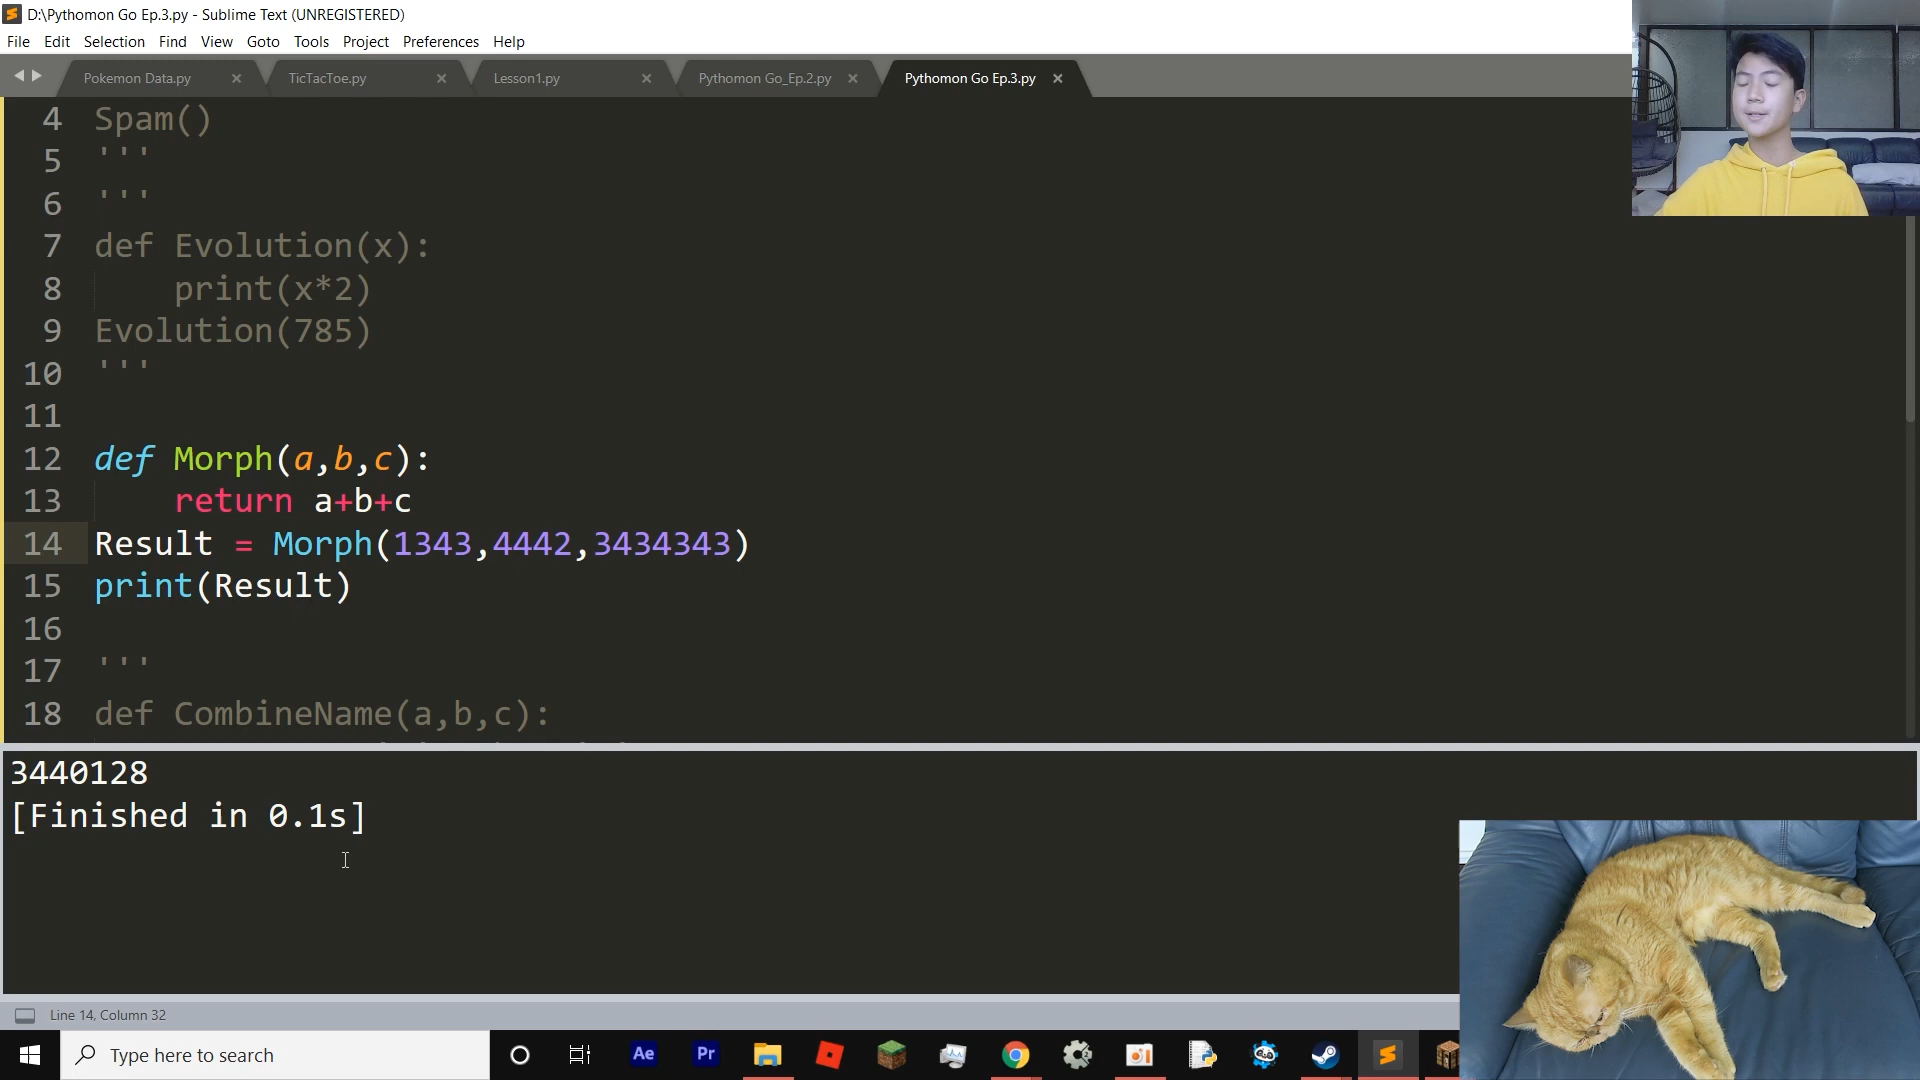 D:\Pythomon Go Ep.3.py - Sublime Text (UNREGISTERED)
File Edit Selection Find View Goto Tools Project Preferences Help
Pokemon Data.py TicTacToe.py Lesson1.py Pythomon Go_Ep.2.py Pythomon Go Ep.3.py
4 Spam()
5 '''
6 '''
7 def Evolution(x):
8 print(x*2)
9 Evolution(785)
10 '''
11
12 def Morph(a,b,c):
13 return a+b+c
14 Result = Morph(1343,4442,3434343)
15 print(Result)
16
17 '''
18 def CombineName(a,b,c):
3440128
[Finished in 0.1s]
Line 14, Column 32
Type here to search
Ae Pr